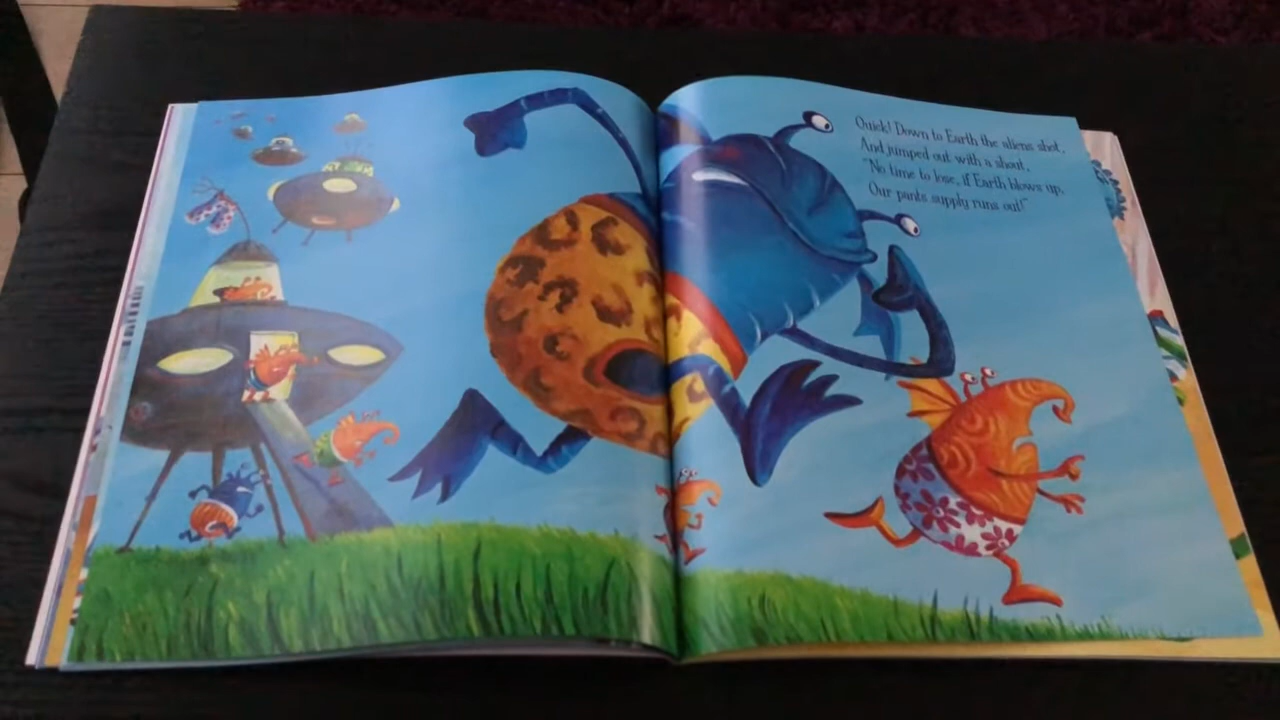 Quick! Down to Earth the aliens shot,
And jumped out with a shout,
"No time to lose, if Earth blows up,
Our pants supply runs out!"